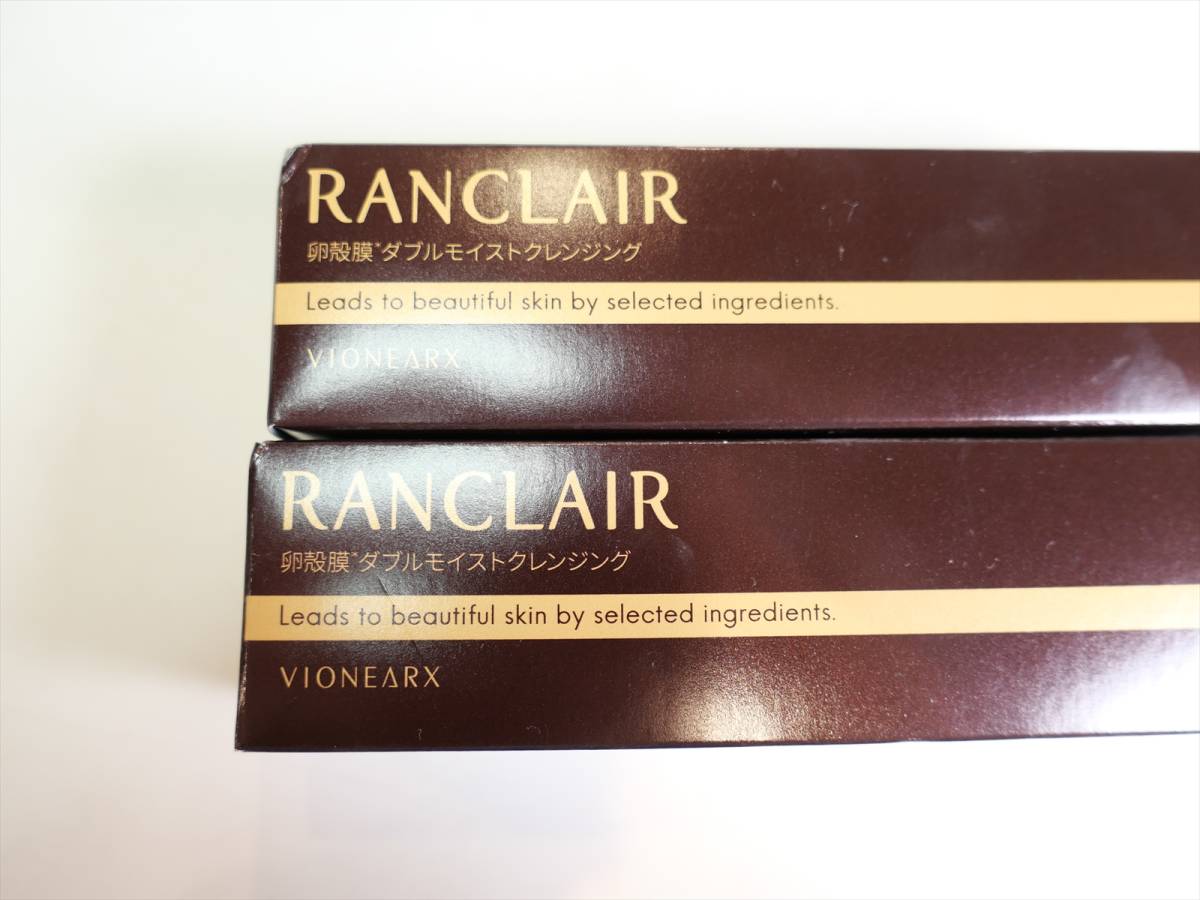 RANCLAIR
卵殻膜*ダブルモイストクレンジング
Leads to beautiful skin by selected ingredients.
VIONEARX
RANCLAIR
卵殻膜*ダブルモイストクレンジング
Leads to beautiful skin by selected ingredients.
VIONEARX